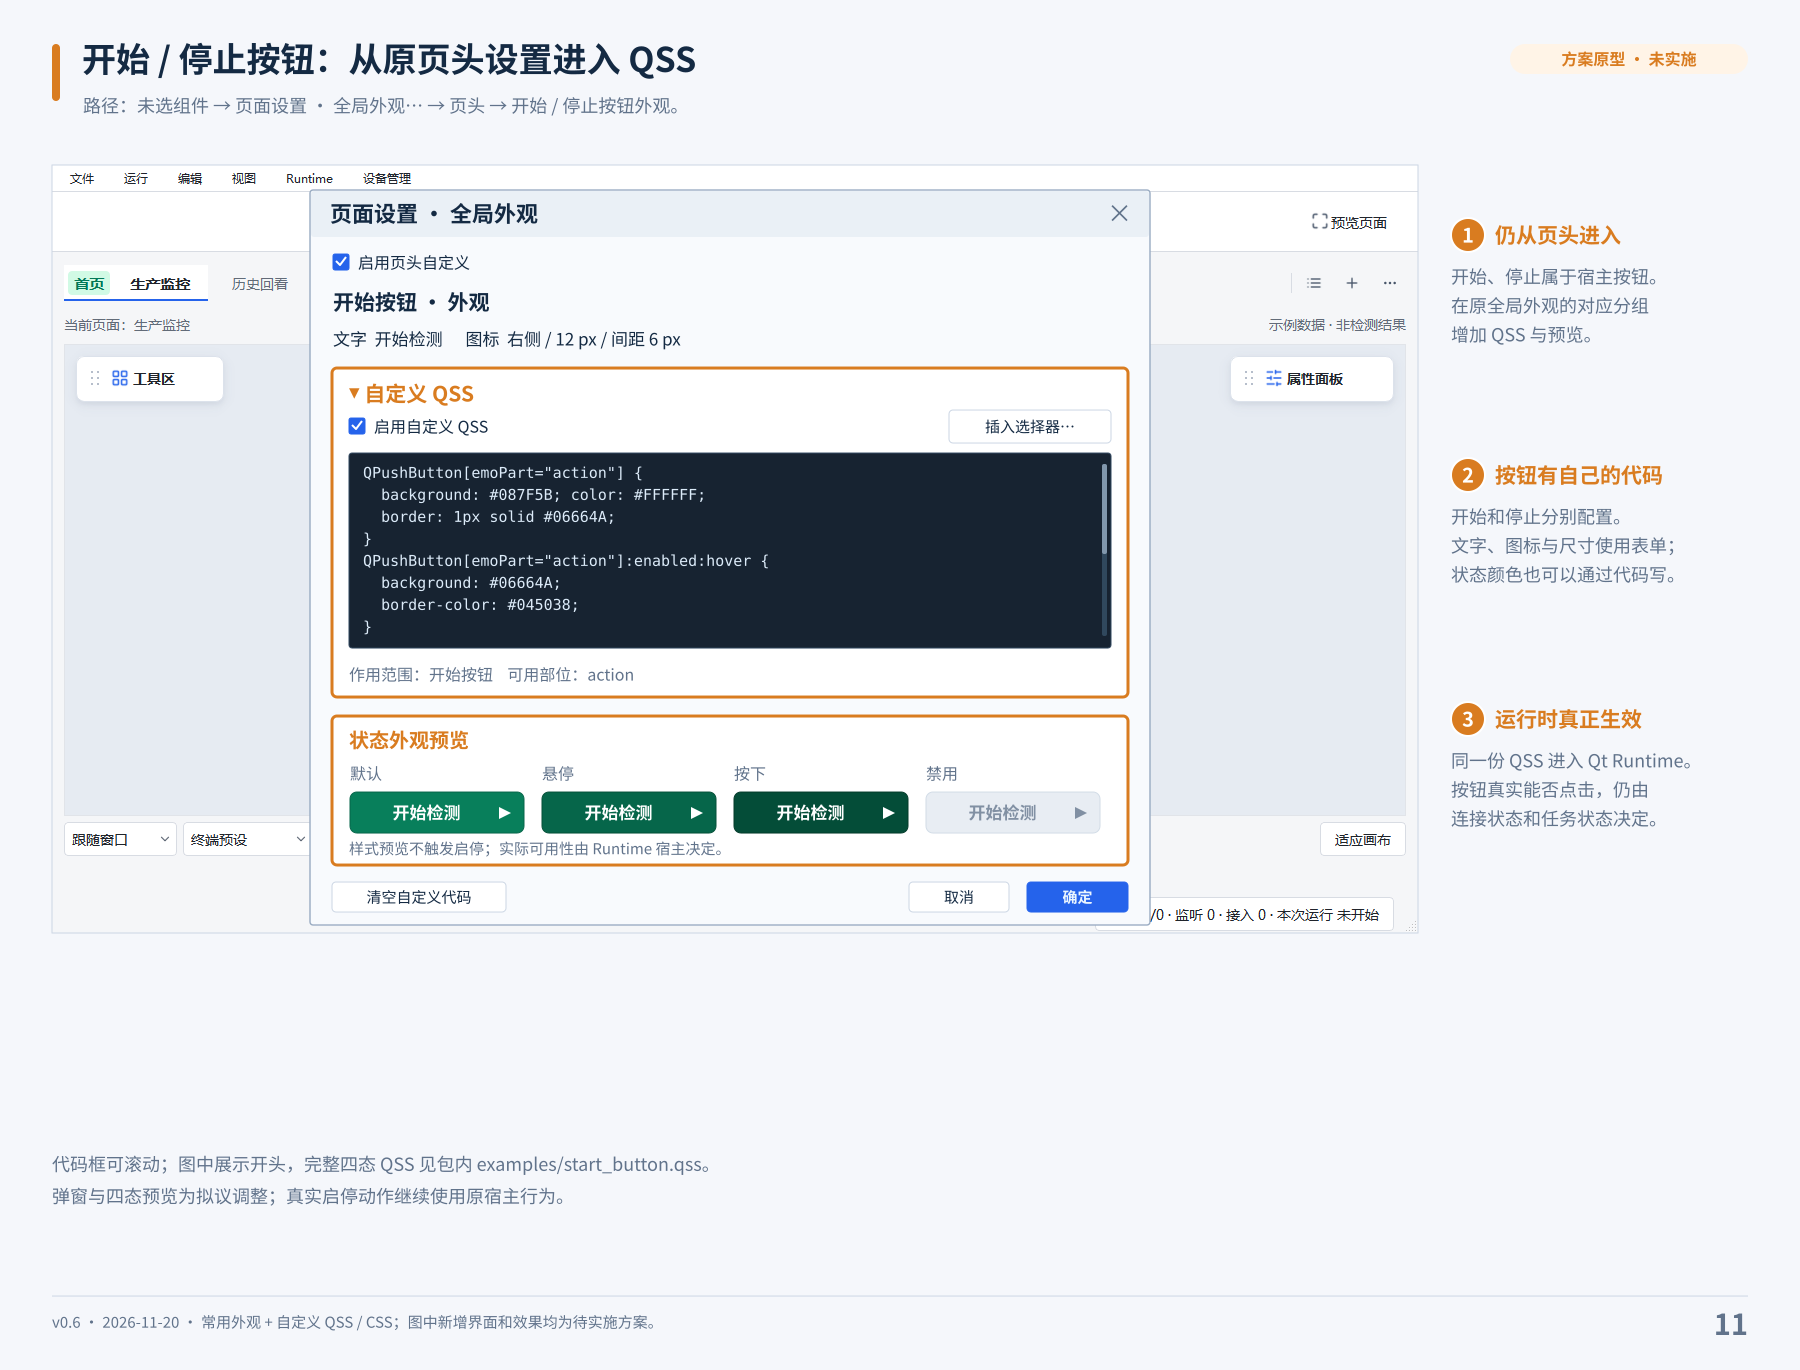 开始 / 停止按钮：从原页头设置进入 QSS
方案原型 · 未实施
路径：未选组件 → 页面设置 · 全局外观… → 页头 → 开始 / 停止按钮外观。
文件 运行 编辑 视图 Runtime 设备管理
页面设置 · 全局外观
预览页面
启用页头自定义
首页 生产监控 历史回看
开始按钮 · 外观
当前页面：生产监控
示例数据 · 非检测结果
文字 开始检测 图标 右侧 / 12 px / 间距 6 px
工具区
属性面板
▼ 自定义 QSS
启用自定义 QSS
插入选择器…
QPushButton[emoPart="action"] {
  background: #087F5B; color: #FFFFFF;
  border: 1px solid #06664A;
}
QPushButton[emoPart="action"]:enabled:hover {
  background: #06664A;
  border-color: #045038;
}
作用范围：开始按钮 可用部位：action
状态外观预览
默认 悬停 按下 禁用
开始检测 ▶ 开始检测 ▶ 开始检测 ▶ 开始检测 ▶
样式预览不触发启停；实际可用性由 Runtime 宿主决定。
跟随窗口 终端预设
适应画布
清空自定义代码 取消 确定
/0 · 监听 0 · 接入 0 · 本次运行 未开始
1 仍从页头进入
开始、停止属于宿主按钮。
在原全局外观的对应分组
增加 QSS 与预览。
2 按钮有自己的代码
开始和停止分别配置。
文字、图标与尺寸使用表单；
状态颜色也可以通过代码写。
3 运行时真正生效
同一份 QSS 进入 Qt Runtime。
按钮真实能否点击，仍由
连接状态和任务状态决定。
代码框可滚动；图中展示开头，完整四态 QSS 见包内 examples/start_button.qss。
弹窗与四态预览为拟议调整；真实启停动作继续使用原宿主行为。
v0.6 · 2026-11-20 · 常用外观 + 自定义 QSS / CSS；图中新增界面和效果均为待实施方案。
11